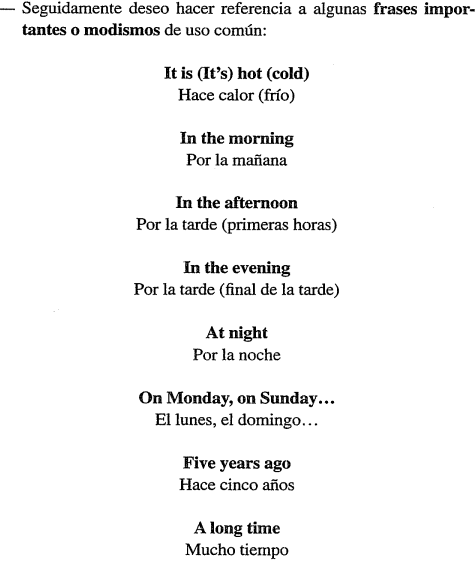 — Seguidamente deseo hacer referencia a algunas frases impor-
tantes o modismos de uso común:
It is (It's) hot (cold)
Hace calor (frío)
In the morning
Por la mañana
In the afternoon
Por la tarde (primeras horas)
In the evening
Por la tarde (final de la tarde)
At night
Por la noche
On Monday, on Sunday…
El lunes, el domingo…
Five years ago
Hace cinco años
A long time
Mucho tiempo